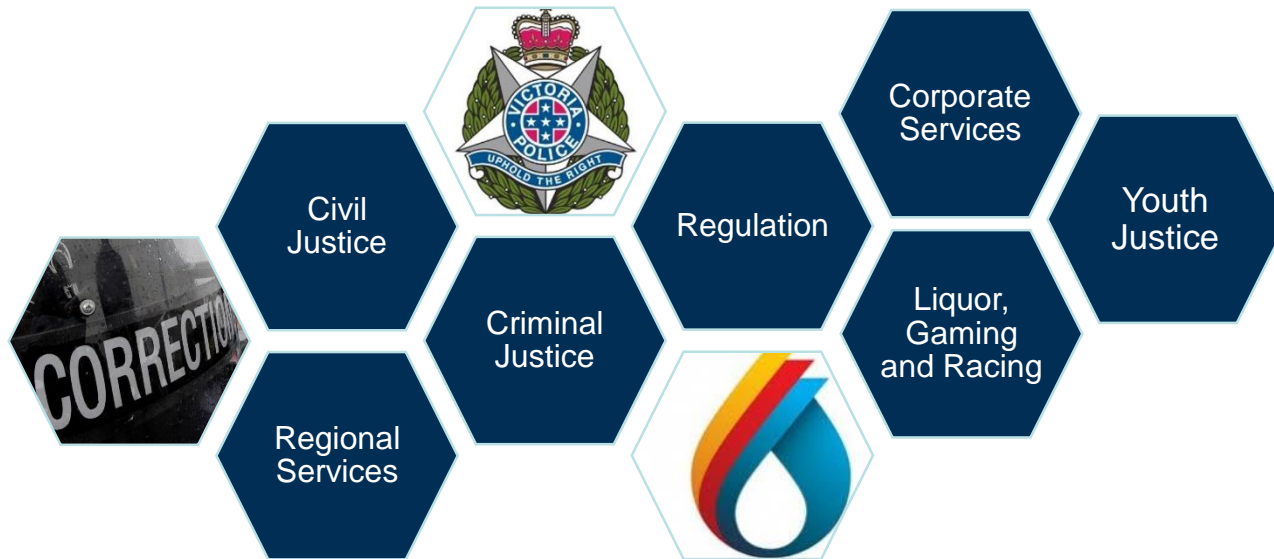 VICTORIA
POLICE
UPHOLD THE RIGHT
Corporate
Services
Civil
Justice
Regulation
Youth
Justice
CORRECTION
Criminal
Justice
Liquor,
Gaming
and Racing
Regional
Services